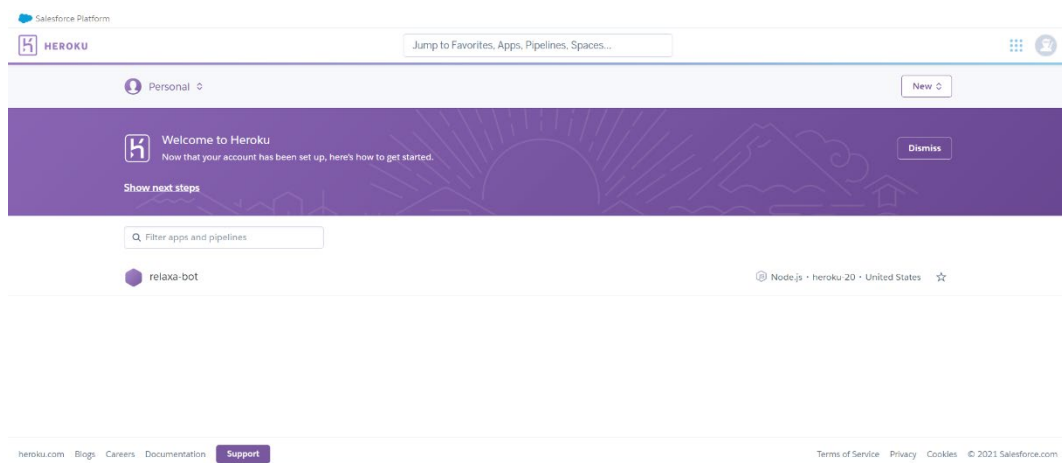 Salesforce Platform
HEROKU
Jump to Favorites, Apps, Pipelines, Spaces...
Personal
New
Welcome to Heroku
Now that your account has been set up, here's how to get started.
Dismiss
Show next steps
Filter apps and pipelines
relaxa-bot
Node.js • heroku-20 • United States
heroku.com Blogs Careers Documentation Support
Terms of Service Privacy Cookies © 2021 Salesforce.com